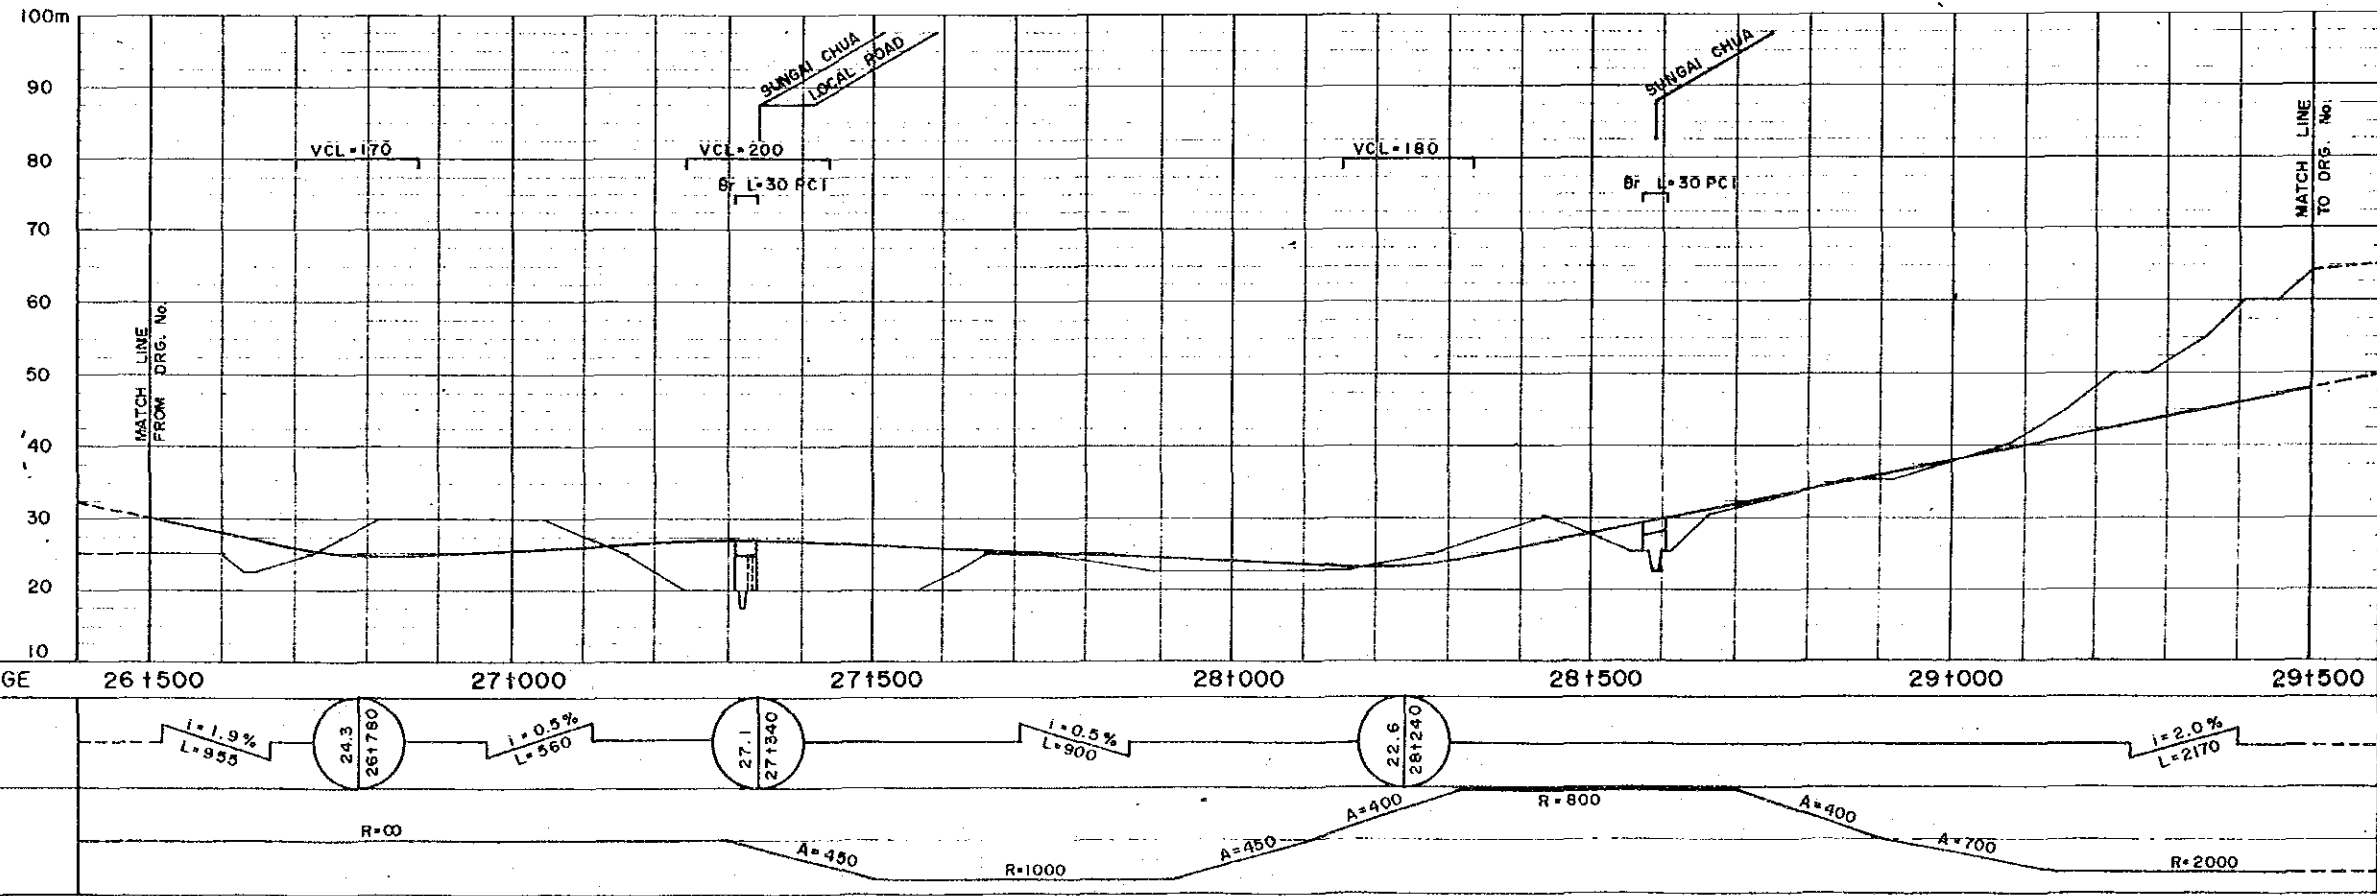 100m
90
80
70
60
50
40
30
20
10
SUNGAI CHUA
LOCAL ROAD
SUNGAI CHUA
VCL=170
VCL=200
VCL=180
Br L=30 PCI
Br L=30 PCI
MATCH LINE
FROM DRG. No.
MATCH LINE
TO DRG. No.
GE
26+500
27+000
27+500
28+000
28+500
29+000
29+500
i=1.9%
L=955
24.3
26+780
i=0.5%
L=560
27.1
27+340
i=0.5%
L=900
22.6
28+240
i=2.0%
L=2170
R=∞
A=450
R=1000
A=450
A=400
R=800
A=400
A=700
R=2000